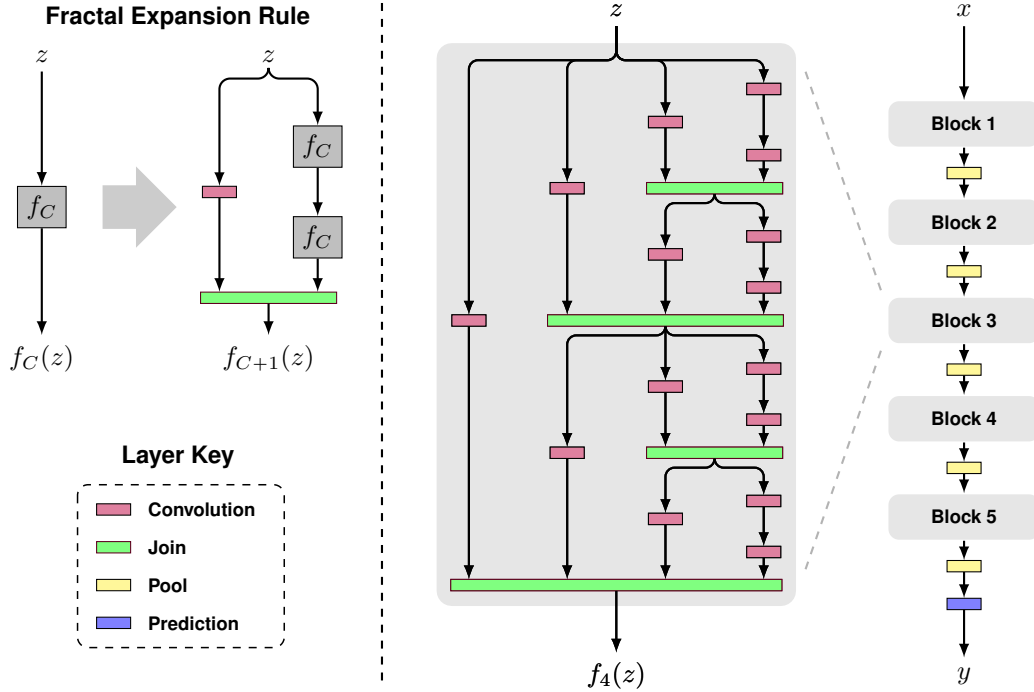 Fractal Expansion Rule
z
f_C
f_C(z)
z
f_C
f_C
f_{C+1}(z)
Layer Key
Convolution
Join
Pool
Prediction
z
f_4(z)
x
Block 1
Block 2
Block 3
Block 4
Block 5
y